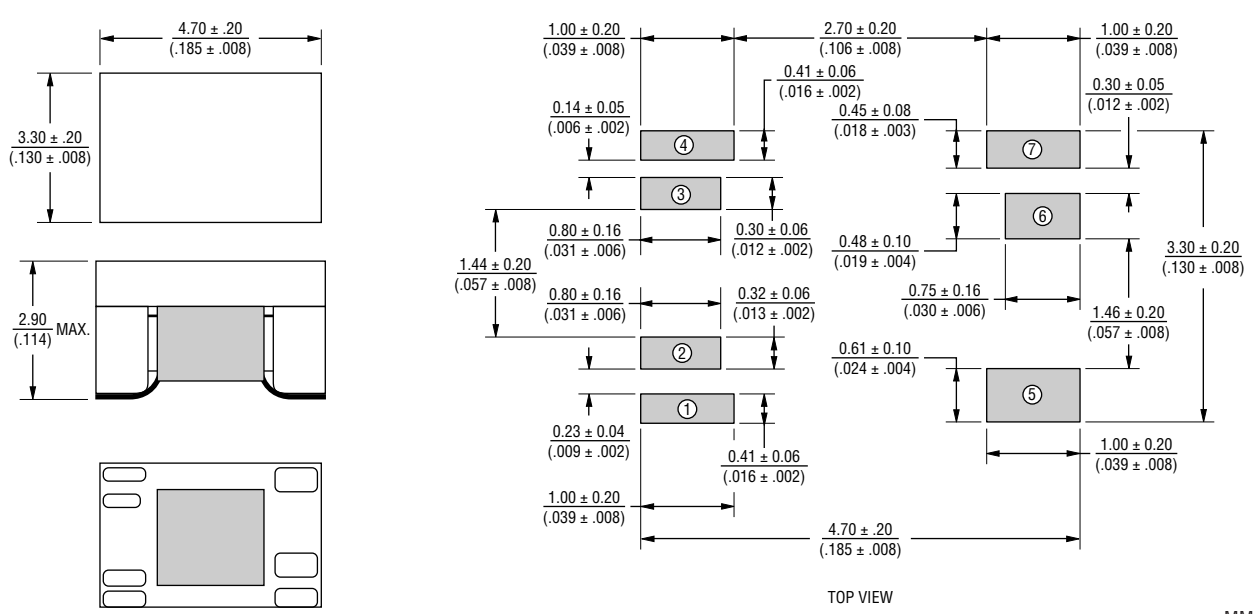 4.70 ± .20
(.185 ± .008)
3.30 ± .20
(.130 ± .008)
2.90
(.114)
MAX.
1.00 ± 0.20
(.039 ± .008)
2.70 ± 0.20
(.106 ± .008)
1.00 ± 0.20
(.039 ± .008)
0.41 ± 0.06
(.016 ± .002)
0.30 ± 0.05
(.012 ± .002)
0.14 ± 0.05
(.006 ± .002)
0.45 ± 0.08
(.018 ± .003)
④
⑦
③
⑥
0.80 ± 0.16
(.031 ± .006)
0.30 ± 0.06
(.012 ± .002)
0.48 ± 0.10
(.019 ± .004)
3.30 ± 0.20
(.130 ± .008)
1.44 ± 0.20
(.057 ± .008)
0.80 ± 0.16
(.031 ± .006)
0.32 ± 0.06
(.013 ± .002)
0.75 ± 0.16
(.030 ± .006)
1.46 ± 0.20
(.057 ± .008)
②
0.61 ± 0.10
(.024 ± .004)
①
⑤
0.23 ± 0.04
(.009 ± .002)
0.41 ± 0.06
(.016 ± .002)
1.00 ± 0.20
(.039 ± .008)
1.00 ± 0.20
(.039 ± .008)
4.70 ± .20
(.185 ± .008)
TOP VIEW